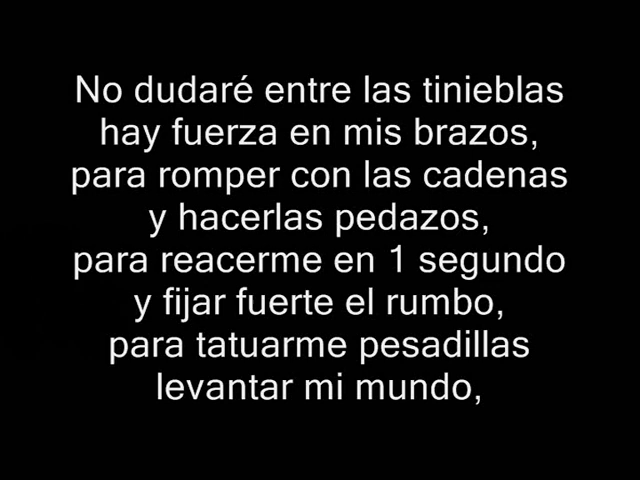 No dudaré entre las tinieblas
hay fuerza en mis brazos,
para romper con las cadenas
y hacerlas pedazos,
para reacerme en 1 segundo
y fijar fuerte el rumbo,
para tatuarme pesadillas
levantar mi mundo,